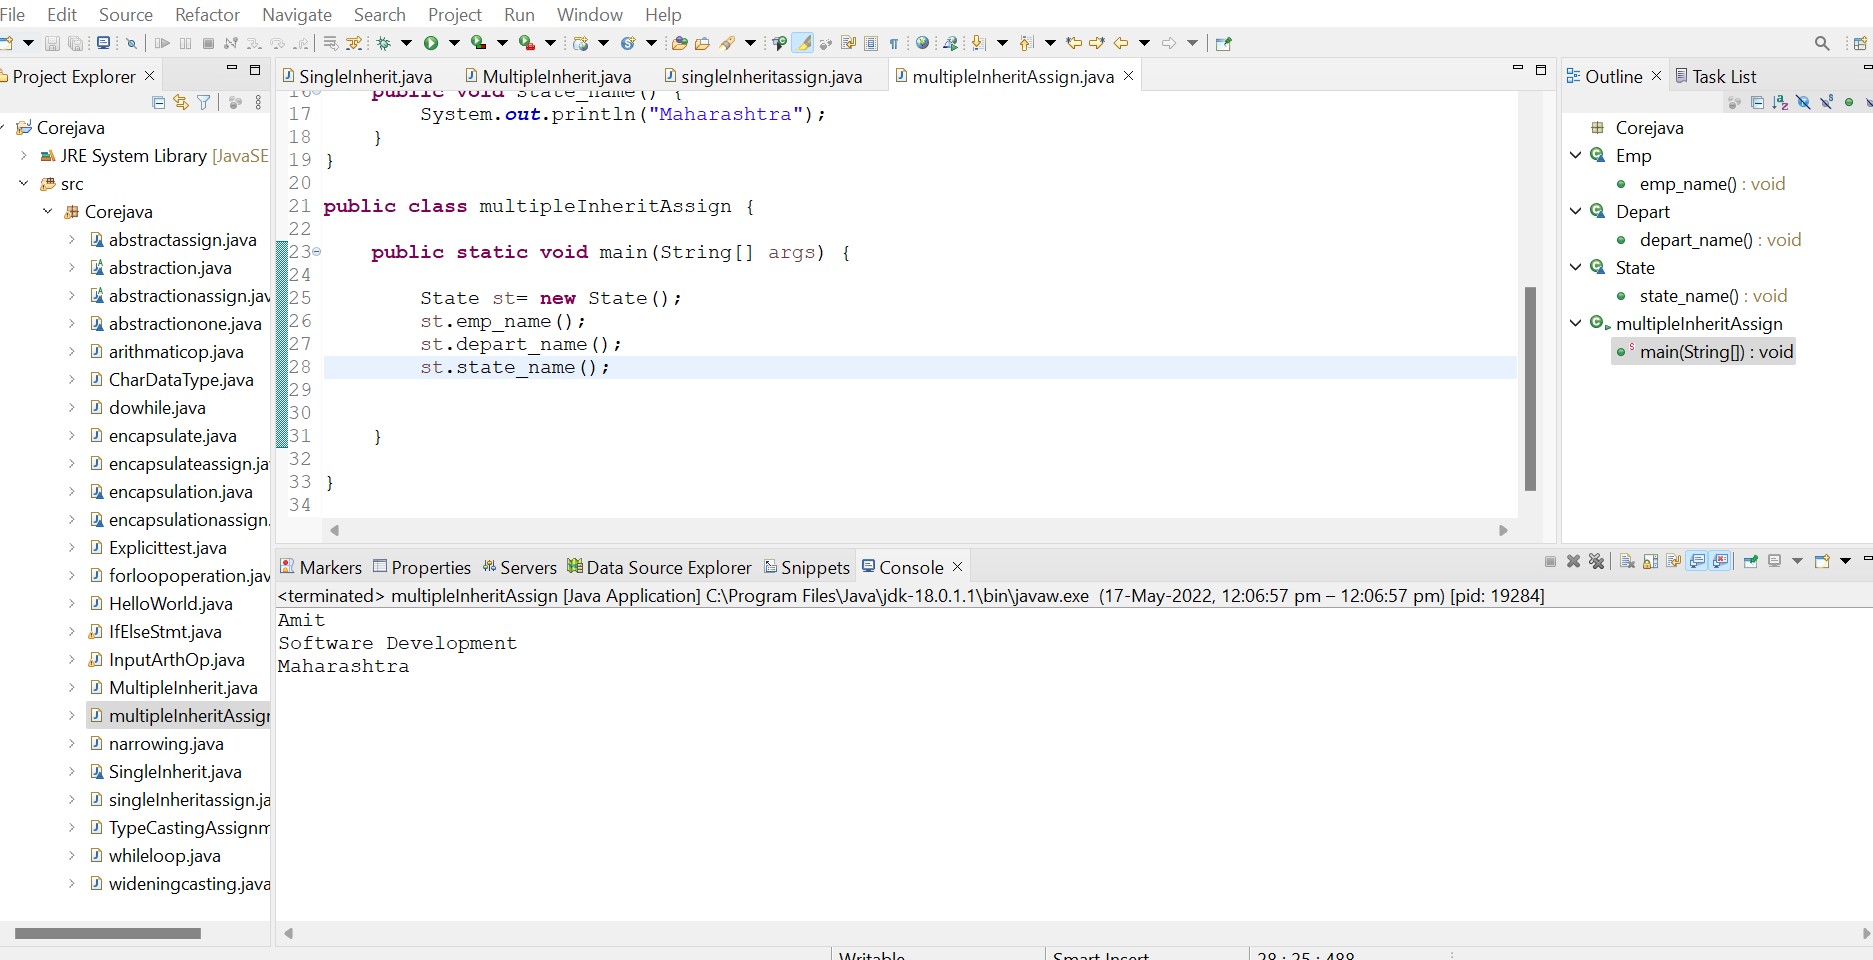 File Edit Source Refactor Navigate Search Project Run Window Help
Project Explorer
SingleInherit.java MultipleInherit.java singleInheritassign.java multipleInheritAssign.java
Outline Task List
Corejava
JRE System Library [JavaSE
src
Corejava
abstractassign.java
abstraction.java
abstractionassign.jav
abstractionone.java
arithmaticop.java
CharDataType.java
dowhile.java
encapsulate.java
encapsulateassign.ja
encapsulation.java
encapsulationassign.
Explicittest.java
forloopoperation.jav
HelloWorld.java
IfElseStmt.java
InputArthOp.java
MultipleInherit.java
multipleInheritAssign
narrowing.java
SingleInherit.java
singleInheritassign.ja
TypeCastingAssignm
whileloop.java
wideningcasting.java
16 public void state_name() {
17 System.out.println("Maharashtra");
18 }
19 }
20
21 public class multipleInheritAssign {
22
23 public static void main(String[] args) {
24
25 State st= new State();
26 st.emp_name();
27 st.depart_name();
28 st.state_name();
29
30
31 }
32
33 }
34
Corejava
Emp
emp_name() : void
Depart
depart_name() : void
State
state_name() : void
multipleInheritAssign
main(String[]) : void
Markers Properties Servers Data Source Explorer Snippets Console
<terminated> multipleInheritAssign [Java Application] C:\Program Files\Java\jdk-18.0.1.1\bin\javaw.exe (17-May-2022, 12:06:57 pm – 12:06:57 pm) [pid: 19284]
Amit
Software Development
Maharashtra
Writable Smart Insert 28 : 25 : 488